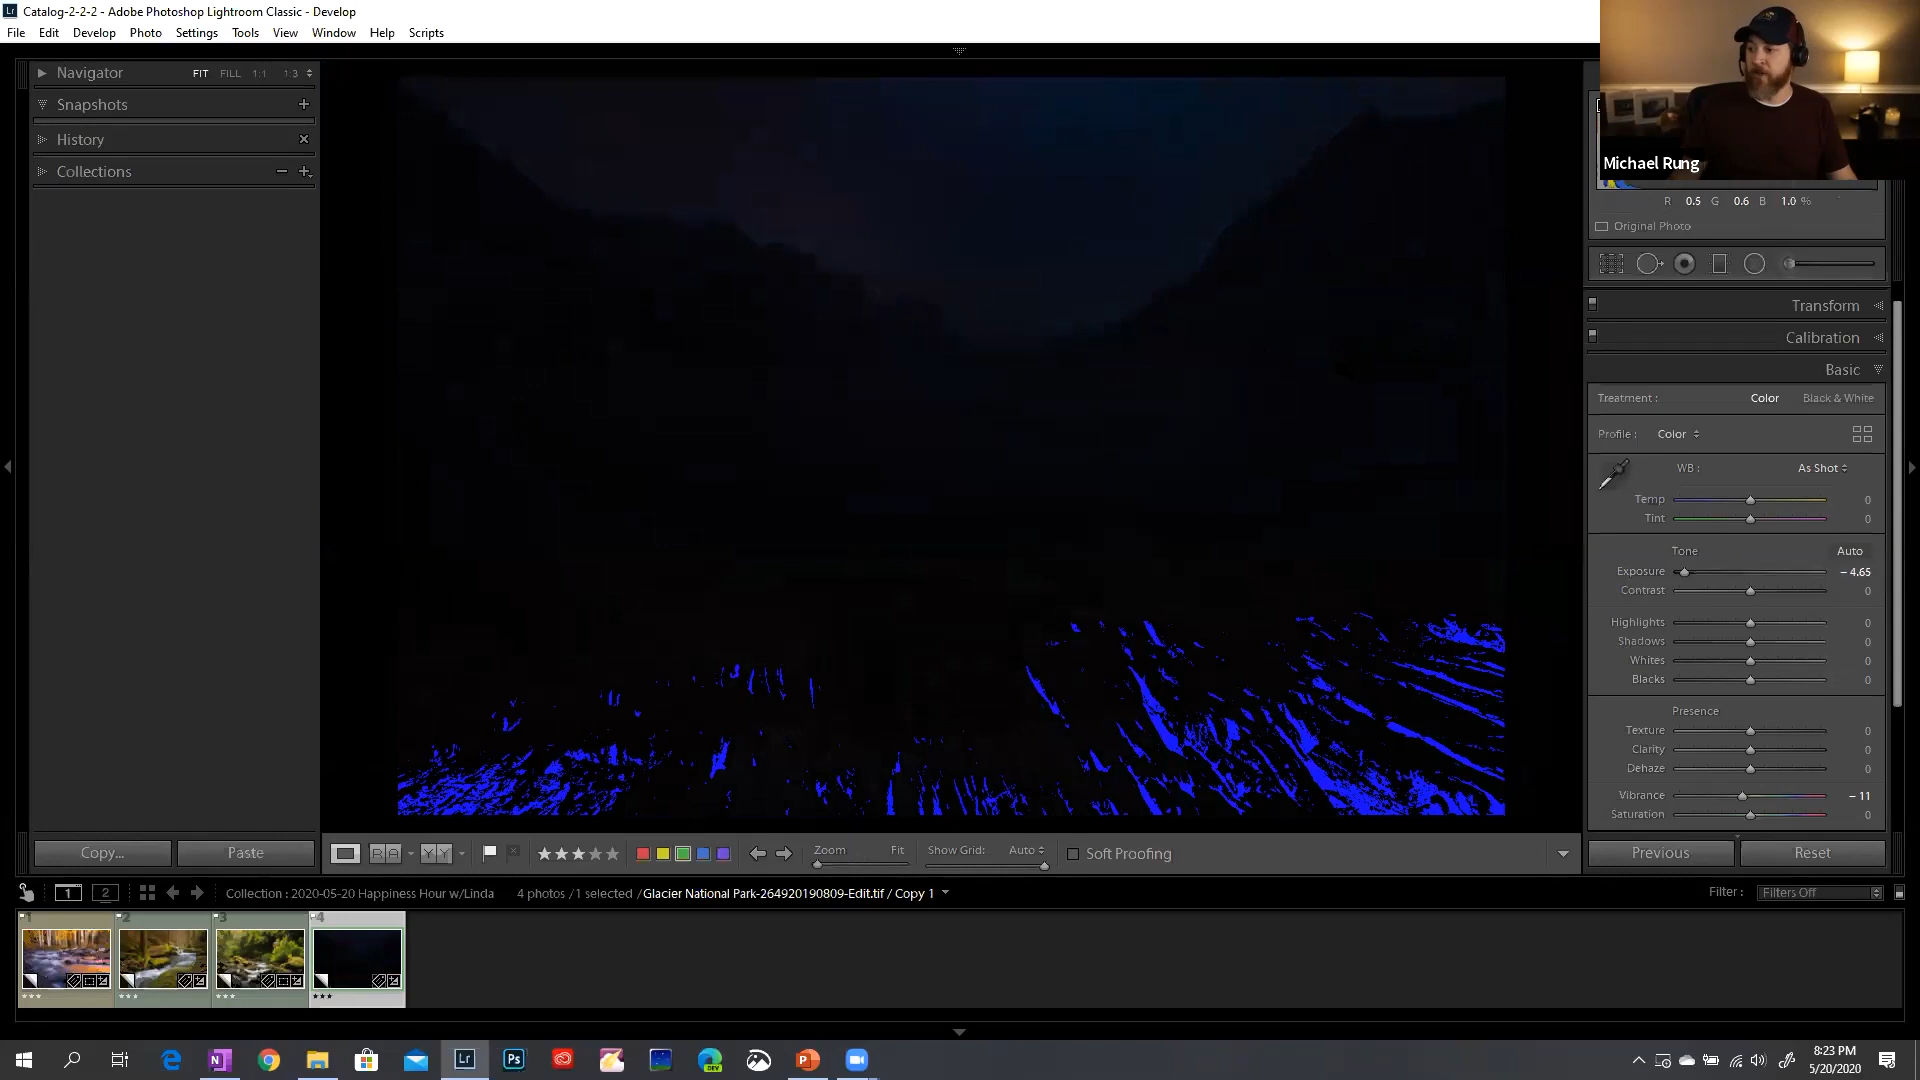 Catalog-2-2-2 - Adobe Photoshop Lightroom Classic - Develop
File Edit Develop Photo Settings Tools View Window Help Scripts
Navigator FIT FILL 1:1 1:3
Snapshots
History
Collections
Michael Rung
R 0.5 G 0.6 B 1.0 %
Original Photo
Transform
Calibration
Basic
Treatment : Color Black & White
Profile : Color
WB : As Shot
Temp 0
Tint 0
Tone Auto
Exposure − 4.65
Contrast 0
Highlights 0
Shadows 0
Whites 0
Blacks 0
Presence
Texture 0
Clarity 0
Dehaze 0
Vibrance − 11
Saturation 0
Copy... Paste
R A Y Y
Zoom Fit
Show Grid: Auto
Soft Proofing
Previous Reset
1 2
Collection : 2020-05-20 Happiness Hour w/Linda 4 photos / 1 selected / Glacier National Park-264920190809-Edit.tif / Copy 1
Filter : Filters Off
1 2 3 4
8:23 PM
5/20/2020